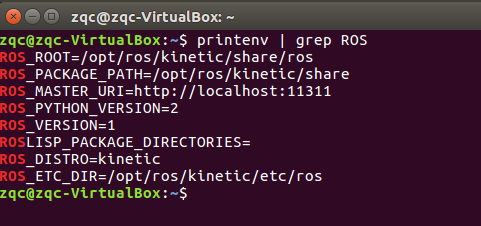 zqc@zqc-VirtualBox: ~
zqc@zqc-VirtualBox:~$ printenv | grep ROS
ROS_ROOT=/opt/ros/kinetic/share/ros
ROS_PACKAGE_PATH=/opt/ros/kinetic/share
ROS_MASTER_URI=http://localhost:11311
ROS_PYTHON_VERSION=2
ROS_VERSION=1
ROSLISP_PACKAGE_DIRECTORIES=
ROS_DISTRO=kinetic
ROS_ETC_DIR=/opt/ros/kinetic/etc/ros
zqc@zqc-VirtualBox:~$